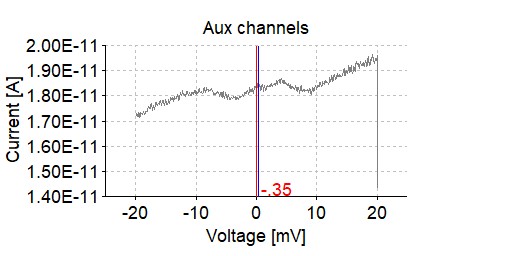 Aux channels
2.00E-11
1.90E-11
1.80E-11
1.70E-11
1.60E-11
1.50E-11
1.40E-11
Current [A]
-.35
-20 -10 0 10 20
Voltage [mV]